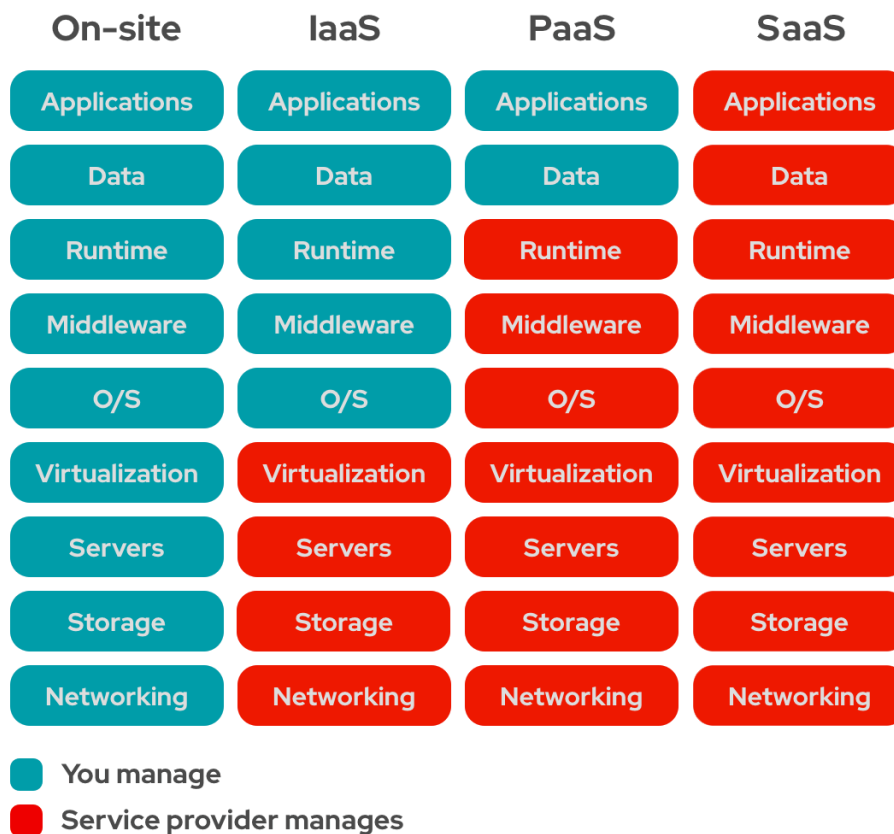 On-site IaaS PaaS SaaS
Applications Applications Applications Applications
Data Data Data Data
Runtime Runtime Runtime Runtime
Middleware Middleware Middleware Middleware
O/S O/S O/S O/S
Virtualization Virtualization Virtualization Virtualization
Servers Servers Servers Servers
Storage Storage Storage Storage
Networking Networking Networking Networking
You manage
Service provider manages